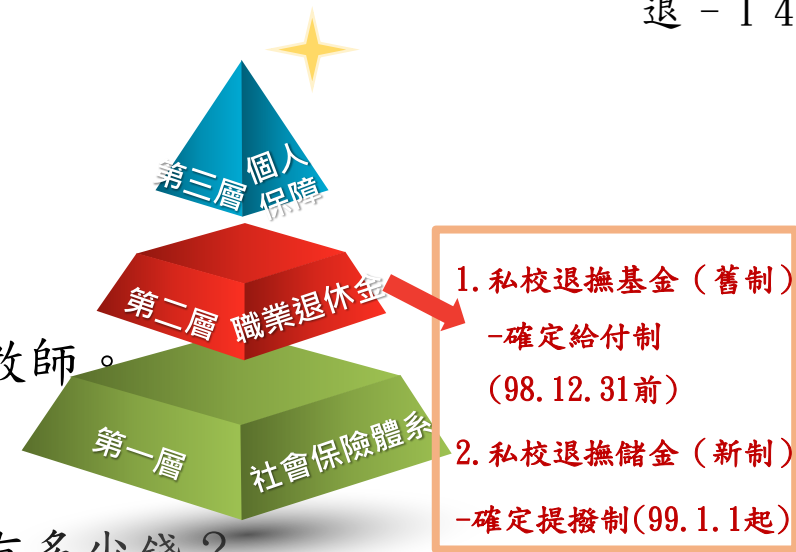 退-14
第三層 個人
保障
第二層 職業退休金
1.私校退撫基金（舊制）
-確定給付制
(98.12.31前)
2.私校退撫儲金（新制）
-確定提撥制(99.1.1起)
教師。
第一層 社會保險體系
多少錢？